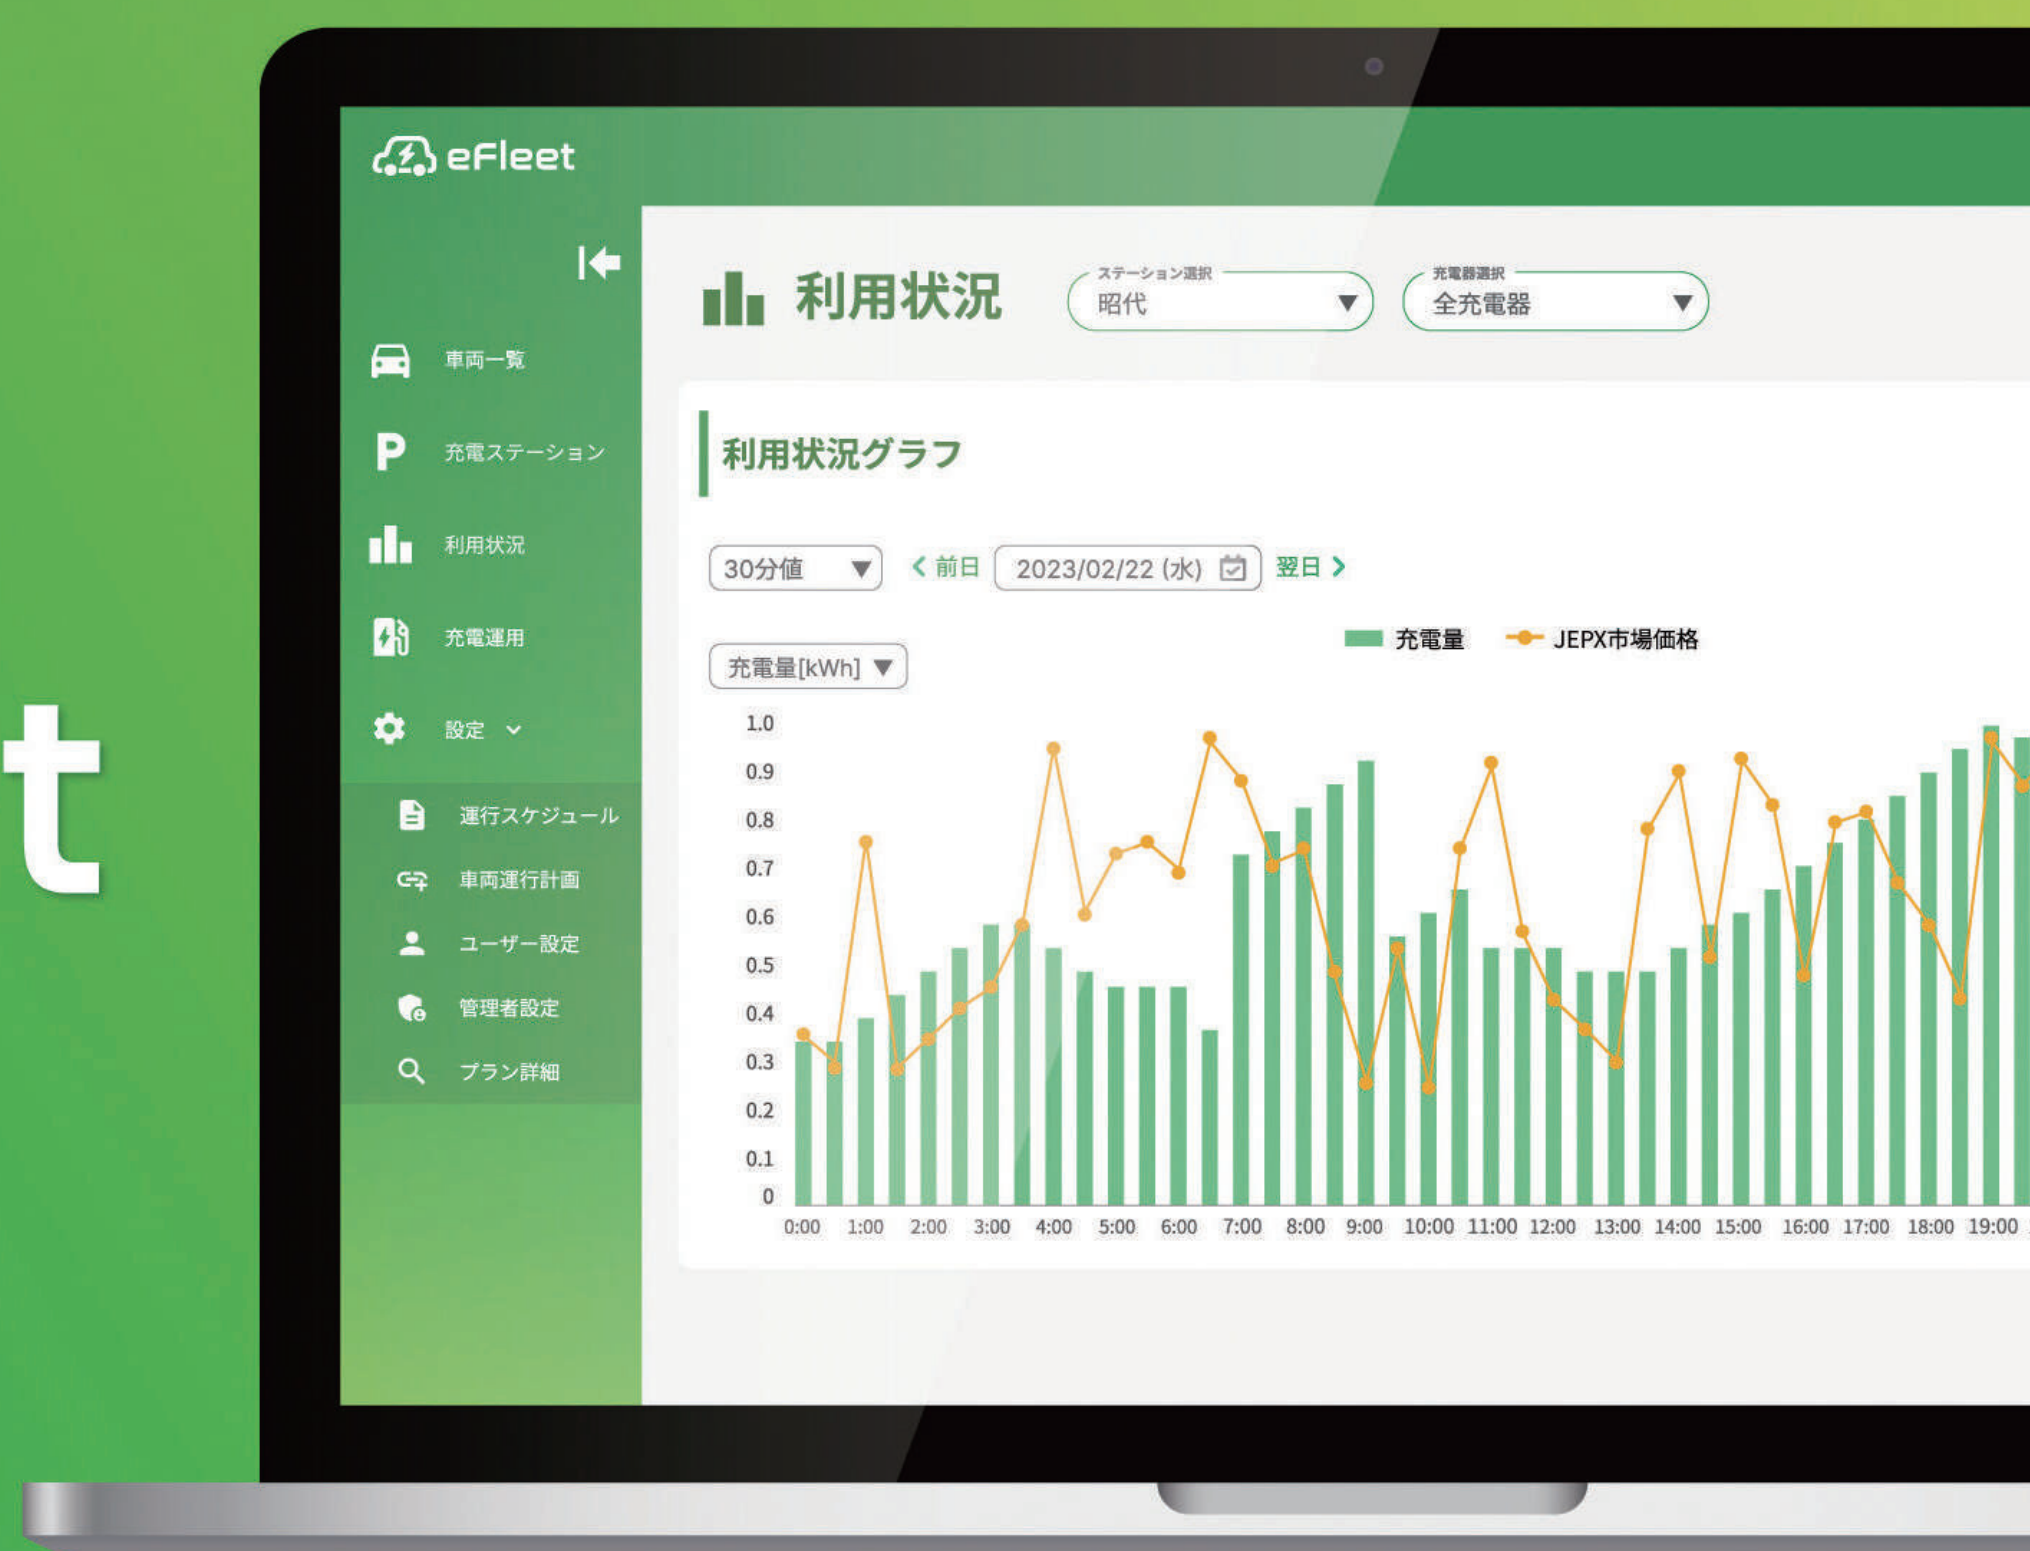 t
eFleet
車両一覧
充電ステーション
利用状況
充電運用
設定
運行スケジュール
車両運行計画
ユーザー設定
管理者設定
プラン詳細
利用状況
ステーション選択
昭代
充電器選択
全充電器
利用状況グラフ
30分値
前日
2023/02/22 (水)
翌日
充電量
JEPX市場価格
充電量[kWh]
1.0
0.9
0.8
0.7
0.6
0.5
0.4
0.3
0.2
0.1
0
0:00 1:00 2:00 3:00 4:00 5:00 6:00 7:00 8:00 9:00 10:00 11:00 12:00 13:00 14:00 15:00 16:00 17:00 18:00 19:00